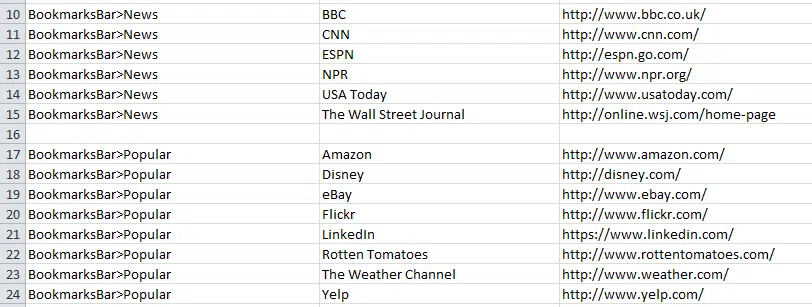 10 BookmarksBar>News BBC http://www.bbc.co.uk/
11 BookmarksBar>News CNN http://www.cnn.com/
12 BookmarksBar>News ESPN http://espn.go.com/
13 BookmarksBar>News NPR http://www.npr.org/
14 BookmarksBar>News USA Today http://www.usatoday.com/
15 BookmarksBar>News The Wall Street Journal http://online.wsj.com/home-page
16
17 BookmarksBar>Popular Amazon http://www.amazon.com/
18 BookmarksBar>Popular Disney http://disney.com/
19 BookmarksBar>Popular eBay http://www.ebay.com/
20 BookmarksBar>Popular Flickr http://www.flickr.com/
21 BookmarksBar>Popular LinkedIn https://www.linkedin.com/
22 BookmarksBar>Popular Rotten Tomatoes http://www.rottentomatoes.com/
23 BookmarksBar>Popular The Weather Channel http://www.weather.com/
24 BookmarksBar>Popular Yelp http://www.yelp.com/